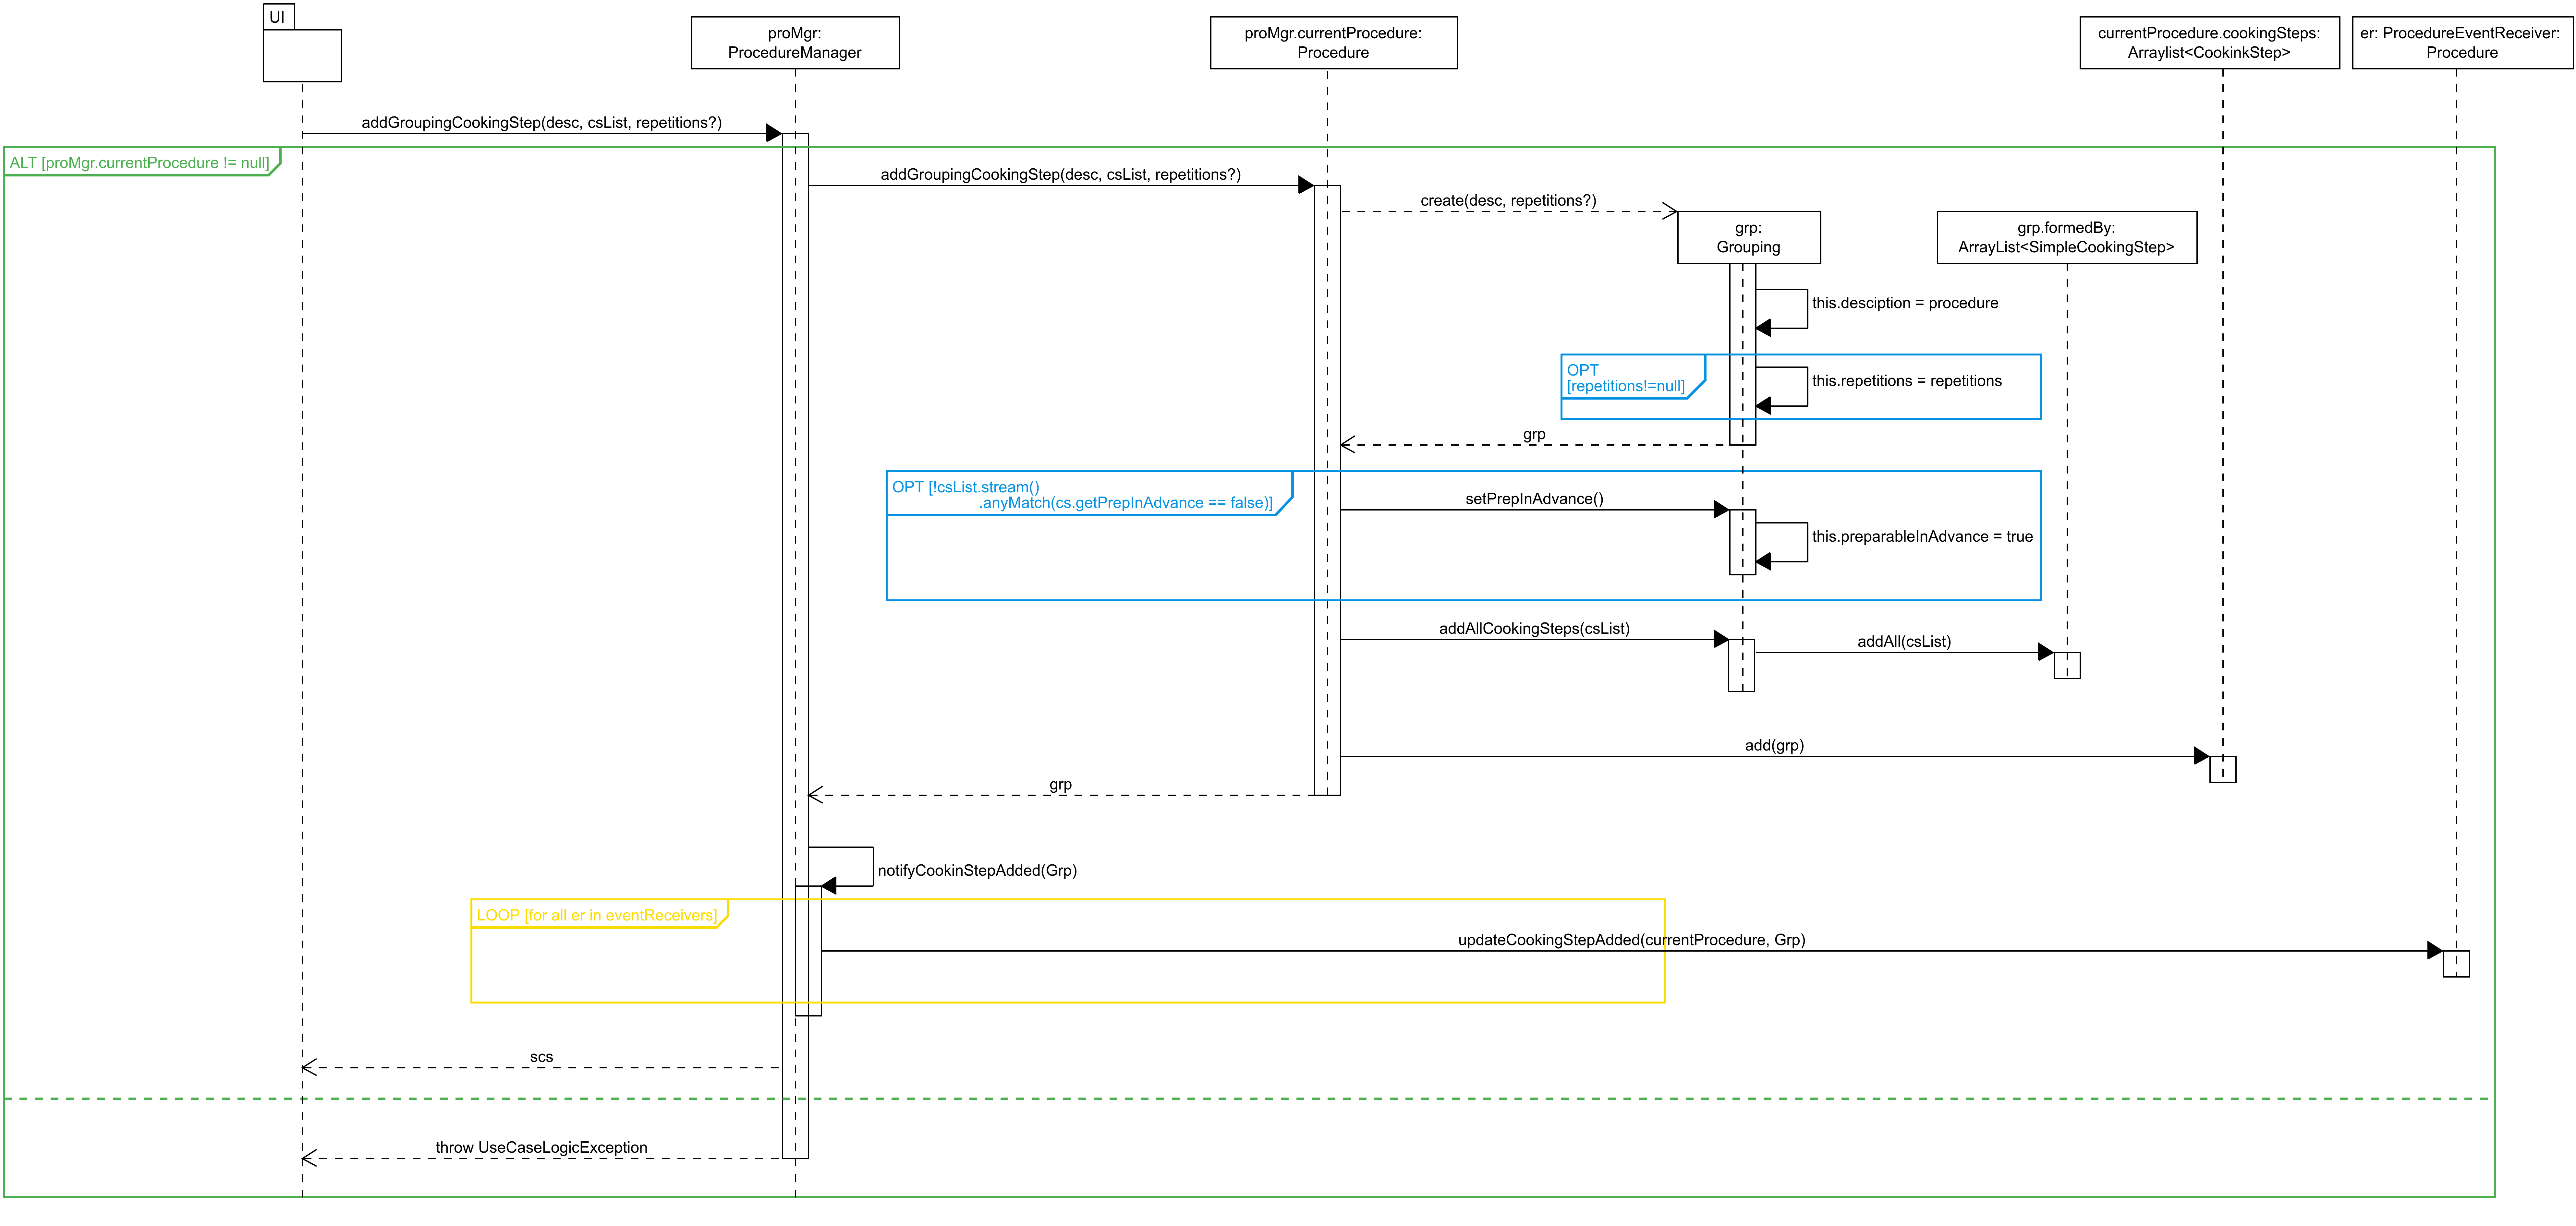 UI
proMgr:
ProcedureManager
proMgr.currentProcedure:
Procedure
currentProcedure.cookingSteps:
Arraylist<CookinkStep>
er: ProcedureEventReceiver:
Procedure
addGroupingCookingStep(desc, csList, repetitions?)
ALT [proMgr.currentProcedure != null]
addGroupingCookingStep(desc, csList, repetitions?)
create(desc, repetitions?)
grp:
Grouping
grp.formedBy:
ArrayList<SimpleCookingStep>
this.desciption = procedure
OPT
[repetitions!=null]
this.repetitions = repetitions
grp
OPT [!csList.stream()
.anyMatch(cs.getPrepInAdvance == false)]
setPrepInAdvance()
this.preparableInAdvance = true
addAllCookingSteps(csList)
addAll(csList)
add(grp)
grp
notifyCookinStepAdded(Grp)
LOOP [for all er in eventReceivers]
updateCookingStepAdded(currentProcedure, Grp)
scs
throw UseCaseLogicException